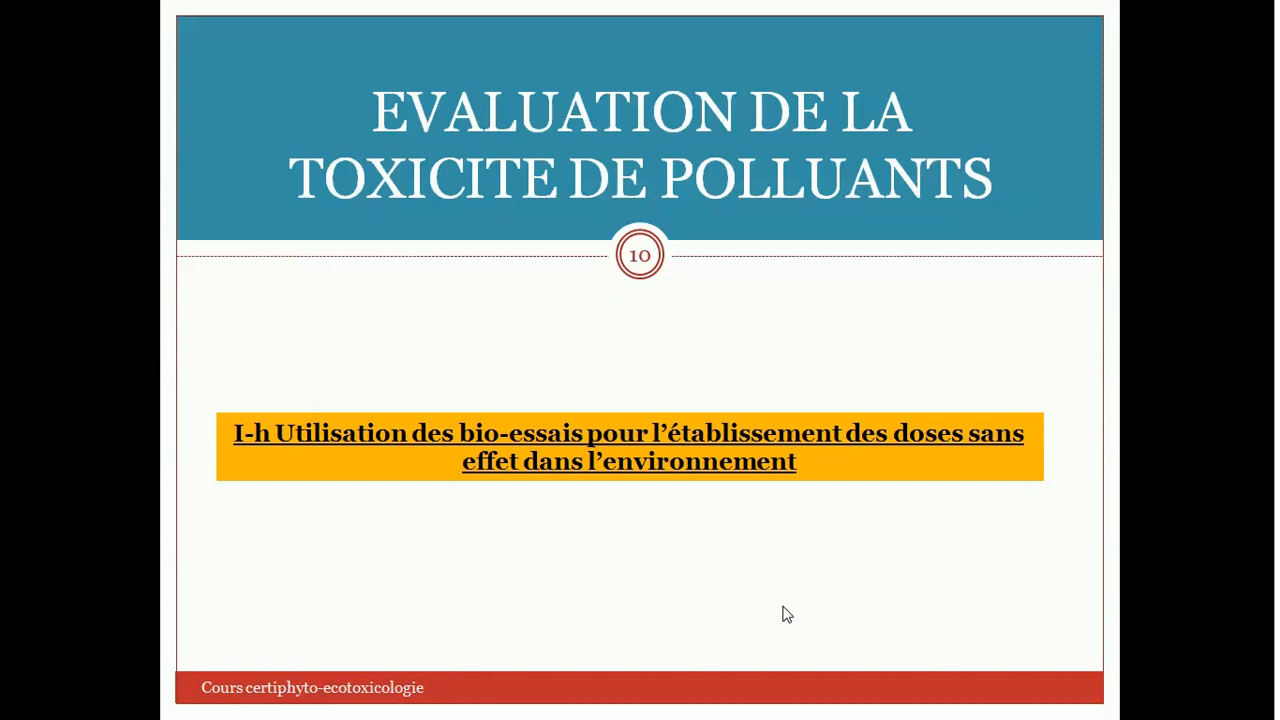 EVALUATION DE LA
TOXICITE DE POLLUANTS
10
I-h Utilisation des bio-essais pour l’établissement des doses sans
effet dans l’environnement
Cours certiphyto-ecotoxicologie